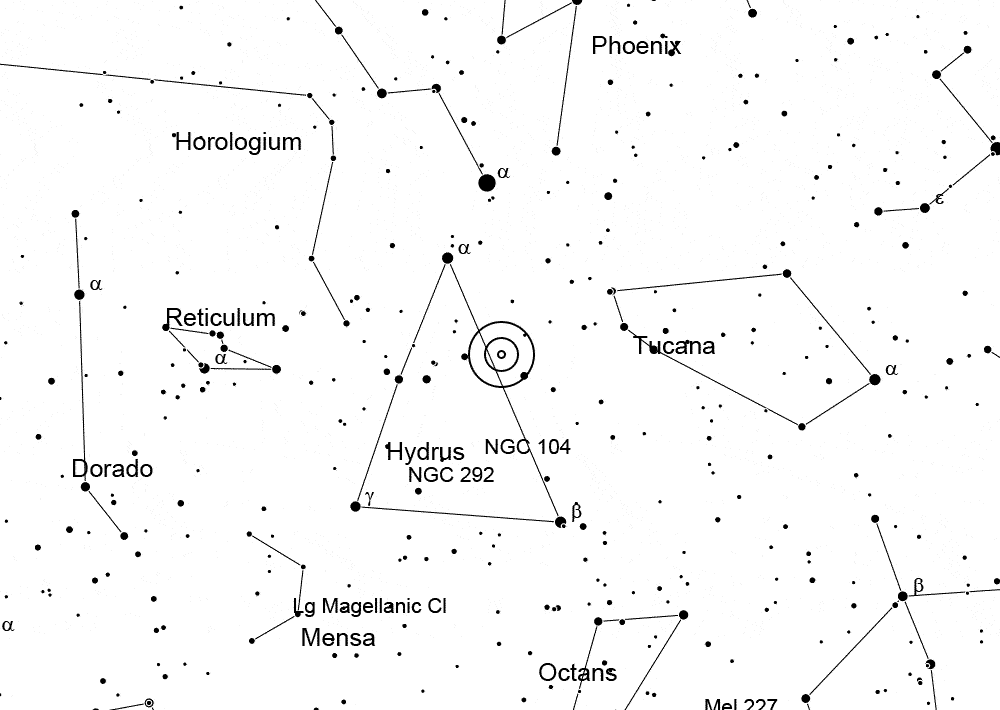 Phoenix
Horologium
α
ε
α
α
Reticulum
α
Tucana
α
Hydrus
NGC 104
NGC 292
Dorado
γ
β
β
Lg Magellanic Cl
α
Mensa
Octans
ε
Mel 227